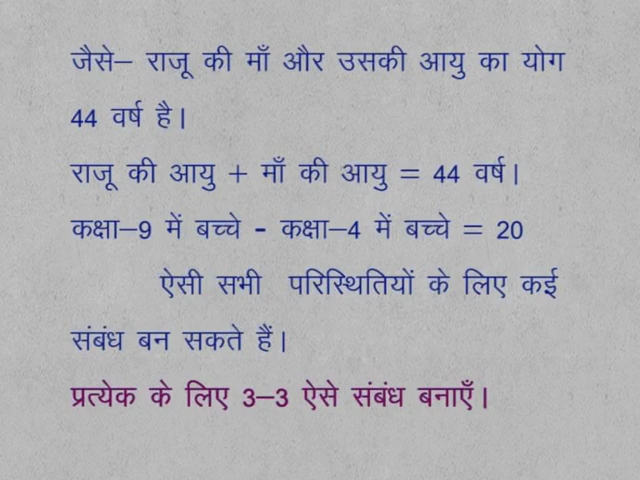 जैसे– राजू की माँ और उसकी आयु का योग
44 वर्ष है।
राजू की आयु + माँ की आयु = 44 वर्ष।
कक्षा–9 में बच्चे - कक्षा–4 में बच्चे = 20
ऐसी सभी परिस्थितियों के लिए कई
संबंध बन सकते हैं।
प्रत्येक के लिए 3–3 ऐसे संबंध बनाएँ।